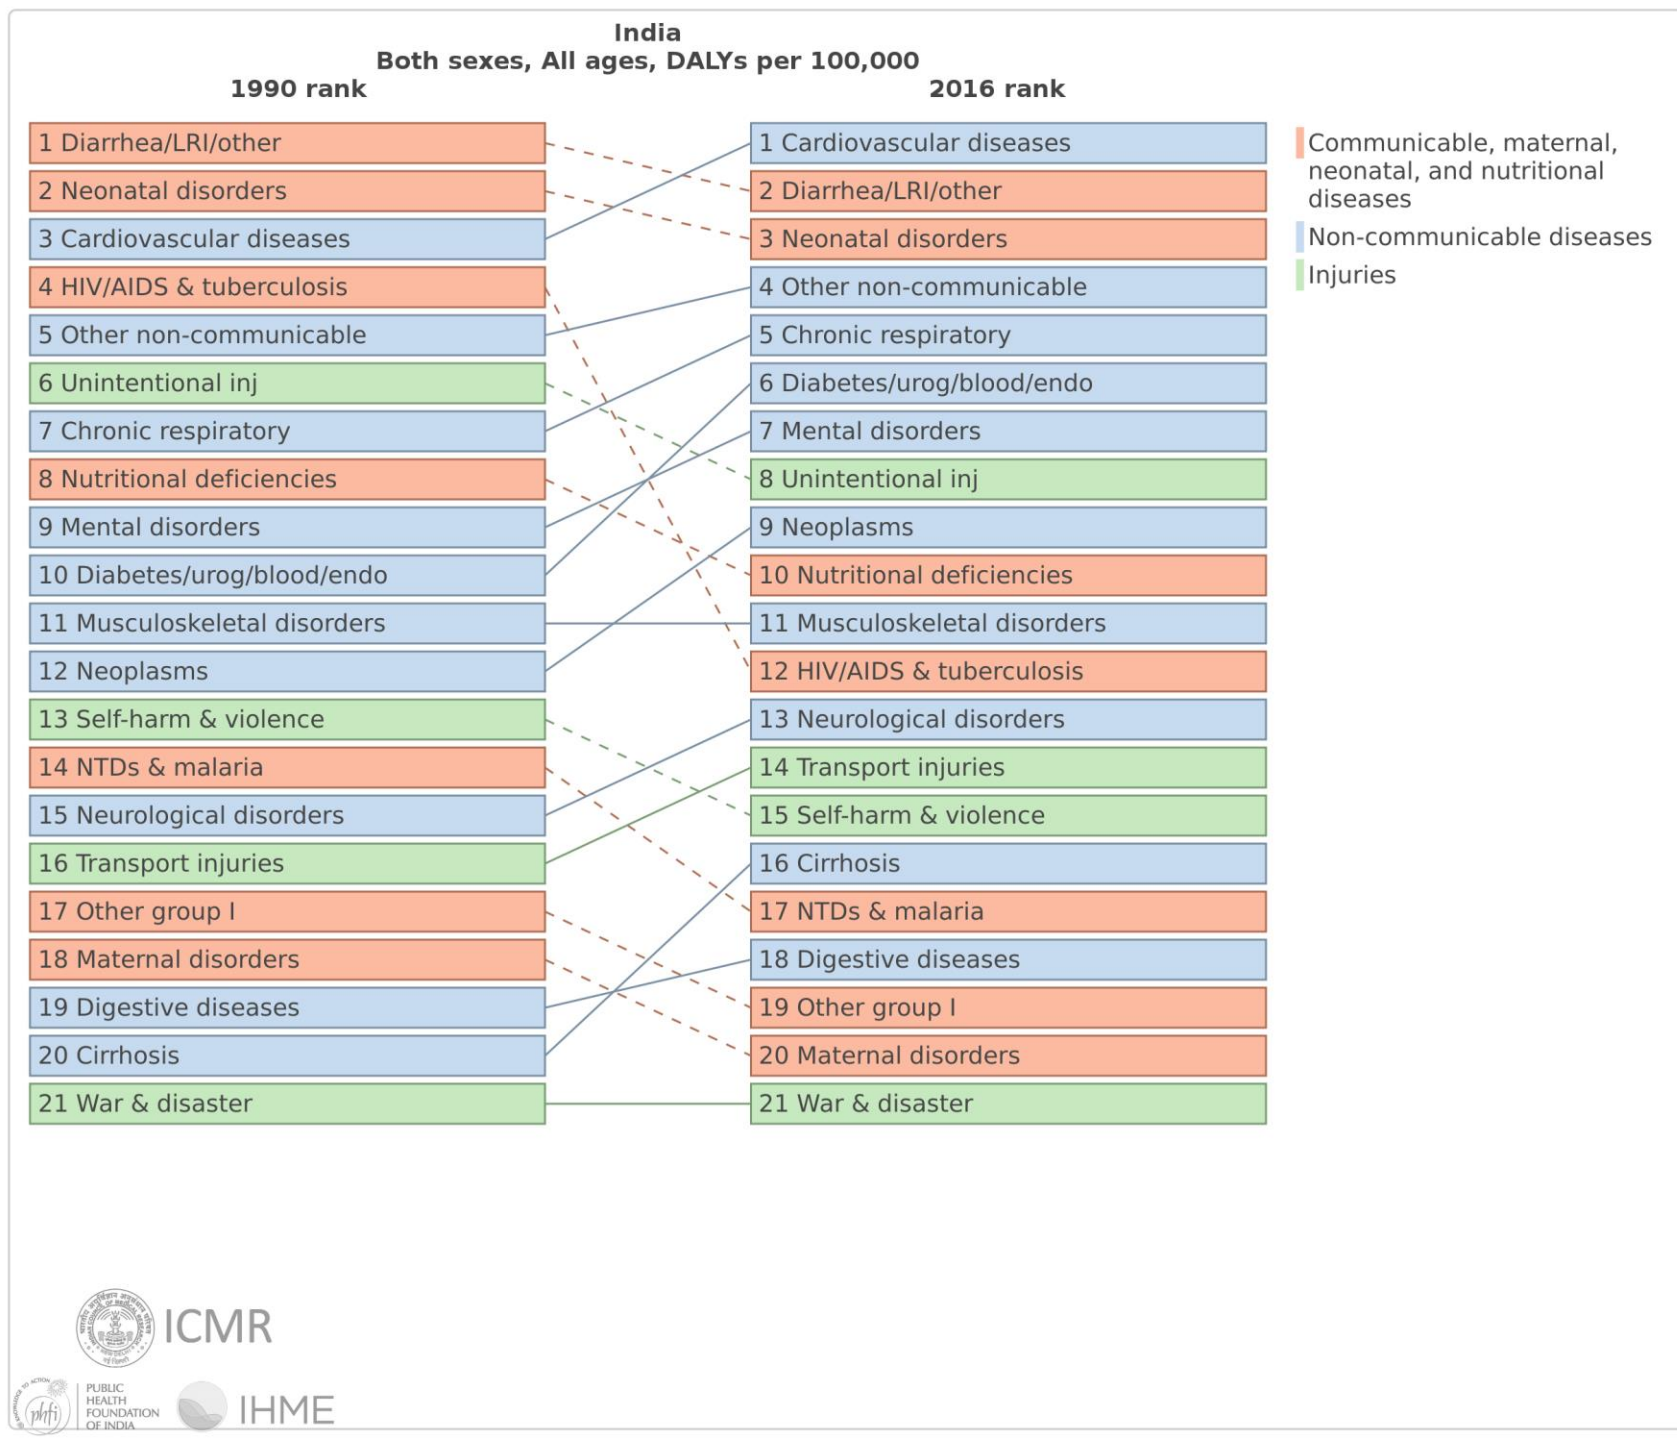 India
Both sexes, All ages, DALYs per 100,000
1990 rank
2016 rank
1 Diarrhea/LRI/other
2 Neonatal disorders
3 Cardiovascular diseases
4 HIV/AIDS & tuberculosis
5 Other non-communicable
6 Unintentional inj
7 Chronic respiratory
8 Nutritional deficiencies
9 Mental disorders
10 Diabetes/urog/blood/endo
11 Musculoskeletal disorders
12 Neoplasms
13 Self-harm & violence
14 NTDs & malaria
15 Neurological disorders
16 Transport injuries
17 Other group I
18 Maternal disorders
19 Digestive diseases
20 Cirrhosis
21 War & disaster
1 Cardiovascular diseases
2 Diarrhea/LRI/other
3 Neonatal disorders
4 Other non-communicable
5 Chronic respiratory
6 Diabetes/urog/blood/endo
7 Mental disorders
8 Unintentional inj
9 Neoplasms
10 Nutritional deficiencies
11 Musculoskeletal disorders
12 HIV/AIDS & tuberculosis
13 Neurological disorders
14 Transport injuries
15 Self-harm & violence
16 Cirrhosis
17 NTDs & malaria
18 Digestive diseases
19 Other group I
20 Maternal disorders
21 War & disaster
Communicable, maternal,
neonatal, and nutritional
diseases
Non-communicable diseases
Injuries
ICMR
phfi
PUBLIC
HEALTH
FOUNDATION
OF INDIA
IHME